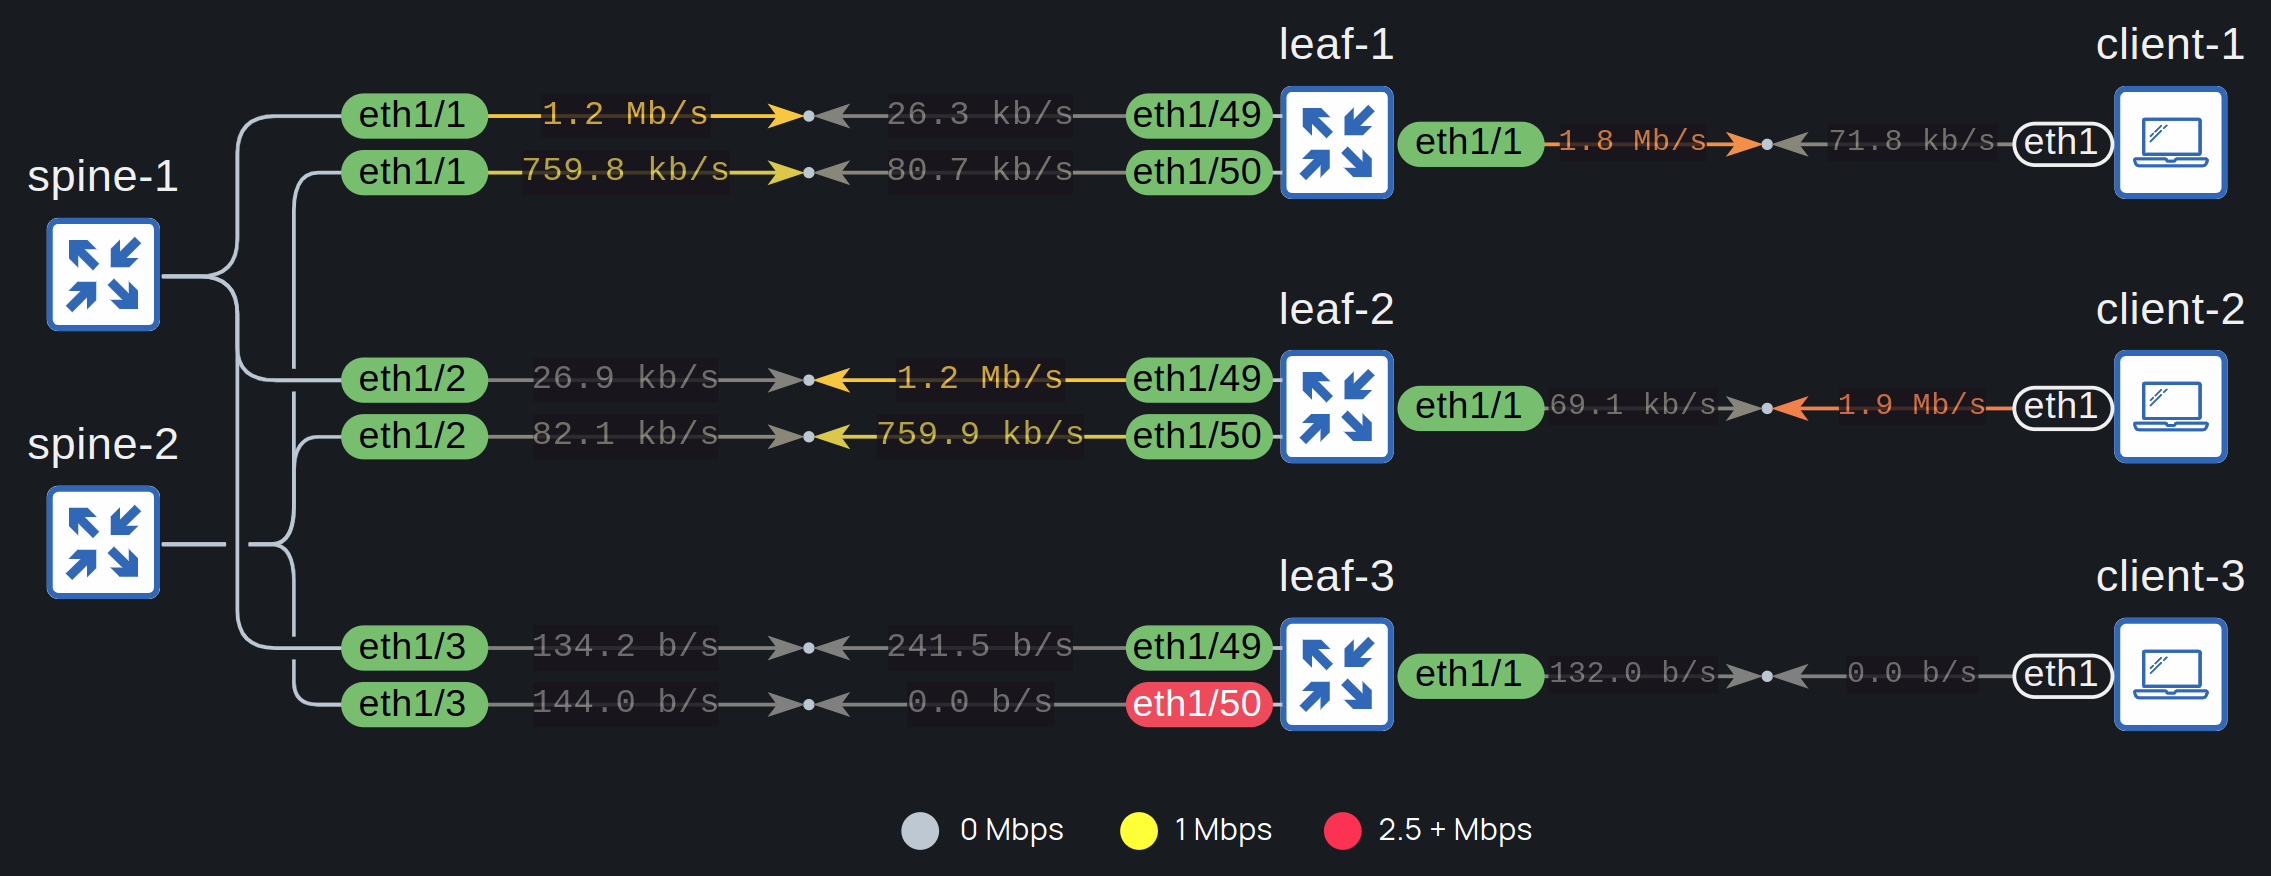 leaf-1
client-1
eth1/1 1.2 Mb/s 26.3 kb/s eth1/49
eth1/1 1.8 Mb/s 71.8 kb/s eth1
spine-1
eth1/1 759.8 kb/s 80.7 kb/s eth1/50
leaf-2
client-2
eth1/2 26.9 kb/s 1.2 Mb/s eth1/49
eth1/1 69.1 kb/s 1.9 Mb/s eth1
spine-2
eth1/2 82.1 kb/s 759.9 kb/s eth1/50
leaf-3
client-3
eth1/3 134.2 b/s 241.5 b/s eth1/49
eth1/1 132.0 b/s 0.0 b/s eth1
eth1/3 144.0 b/s 0.0 b/s eth1/50
0 Mbps 1 Mbps 2.5 + Mbps